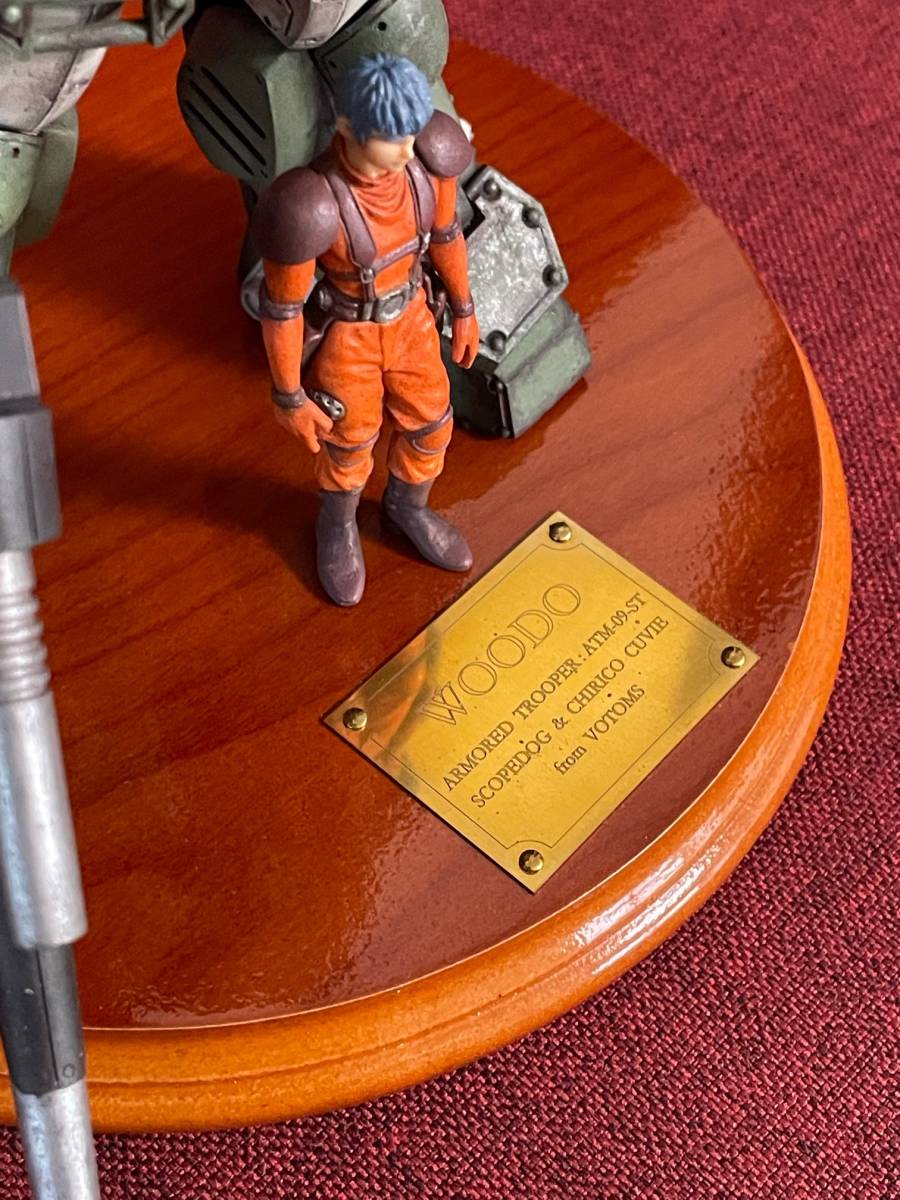 WOODO
ARMORED TROOPER : ATM-09-ST
SCOPEDOG & CHIRICO CUVIE
from VOTOMS